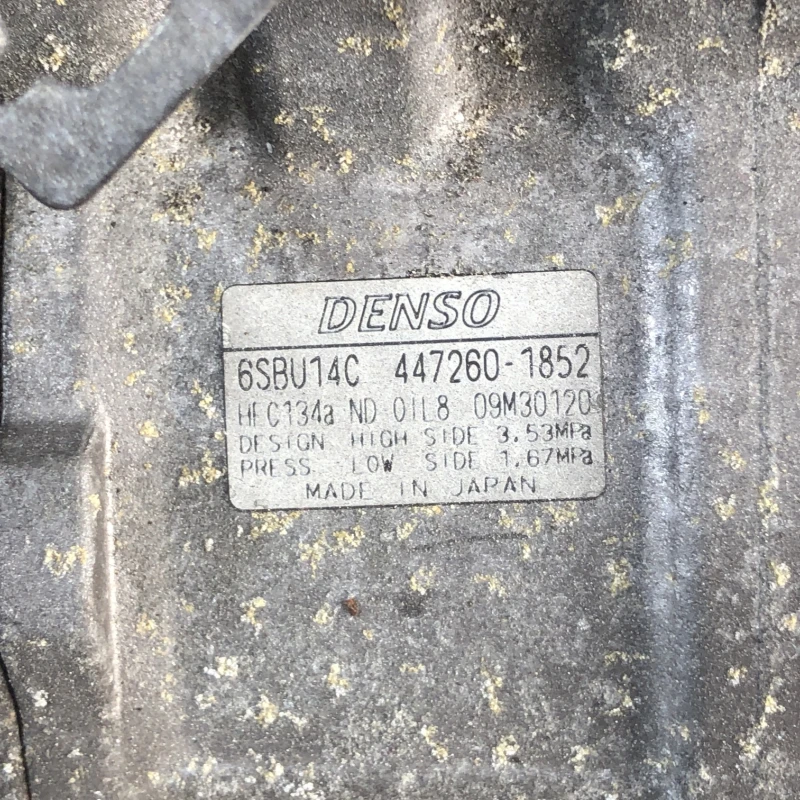 DENSO
6SBU14C 447260-1852
HFC134a ND OIL8 09M30120
DESIGN HIGH SIDE 3.53MPa
PRESS LOW SIDE 1.67MPa
MADE IN JAPAN